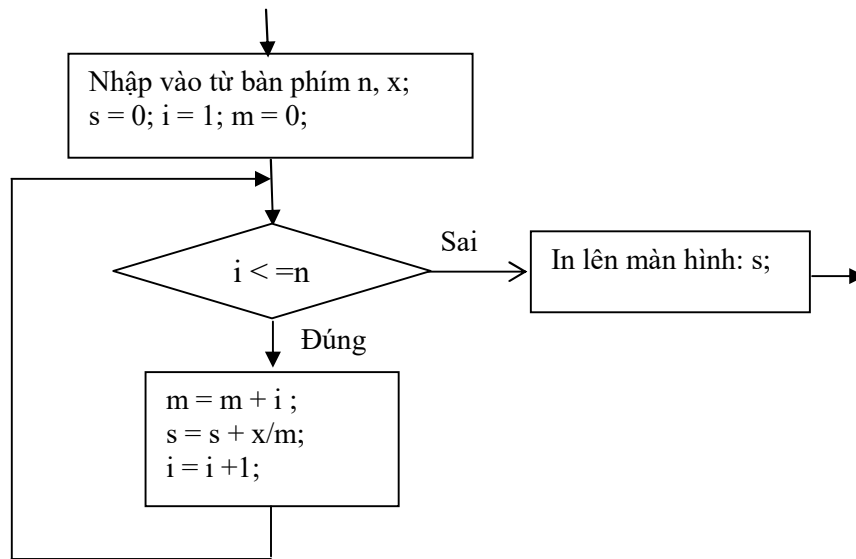 Nhập vào từ bàn phím n, x;
s = 0; i = 1; m = 0;
i < =n
Sai
In lên màn hình: s;
Đúng
m = m + i ;
s = s + x/m;
i = i +1;